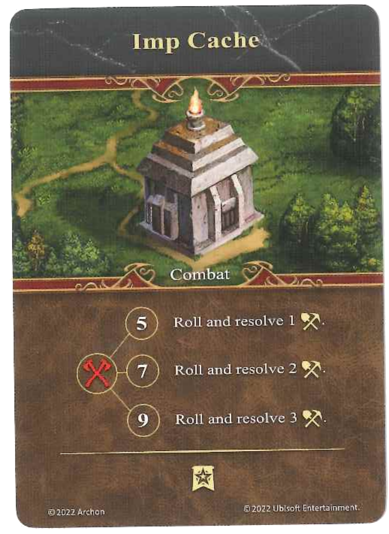 Imp Cache
Combat
5 Roll and resolve 1
7 Roll and resolve 2
9 Roll and resolve 3
© 2022 Archon © 2022 Ubisoft Entertainment.